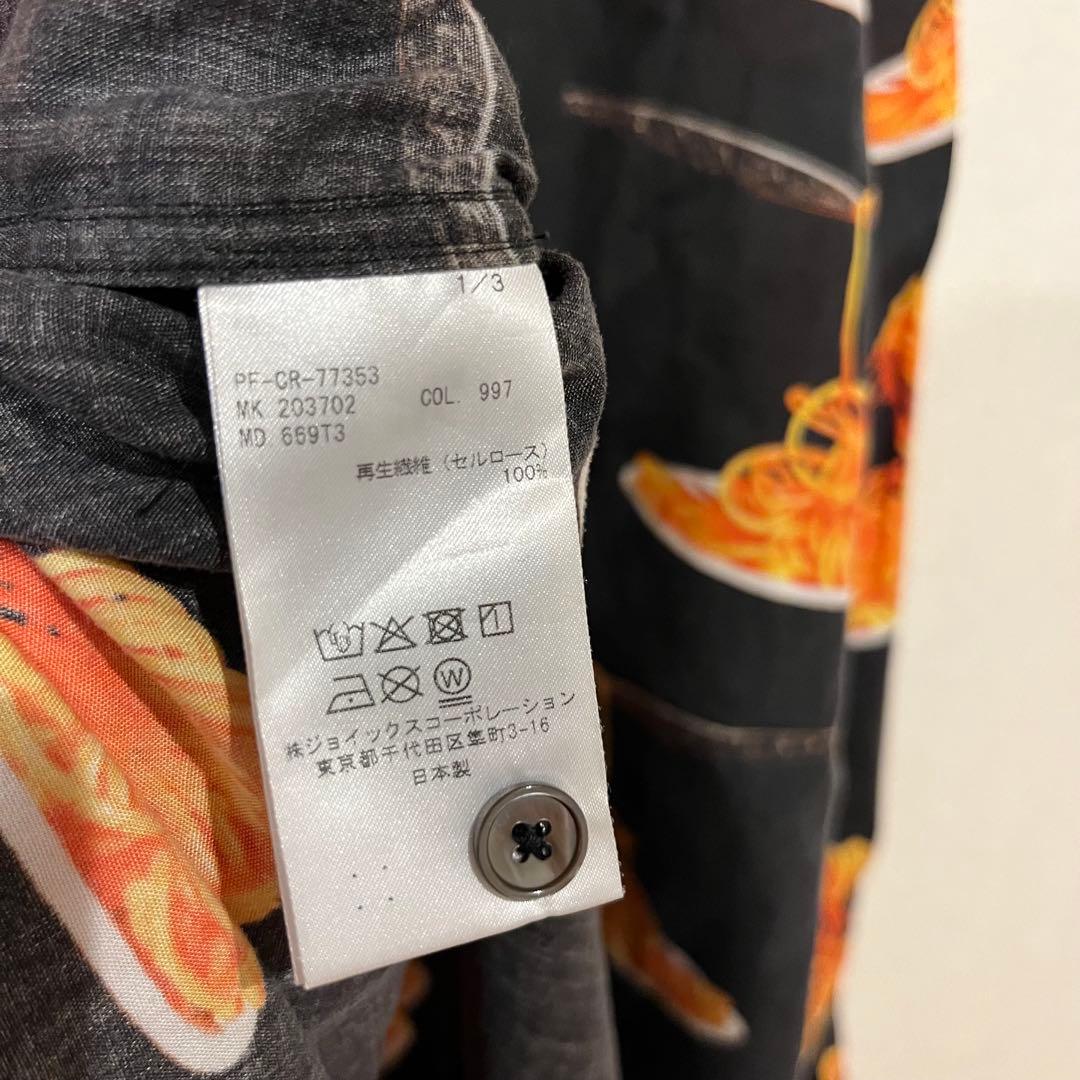 1/3
PF-CR-77353
MK 203702 COL. 997
MD 669T3
再生繊維(セルロース)
100%
W
株ジョイックスコーポレーション
東京都千代田区隼町3-16
日本製